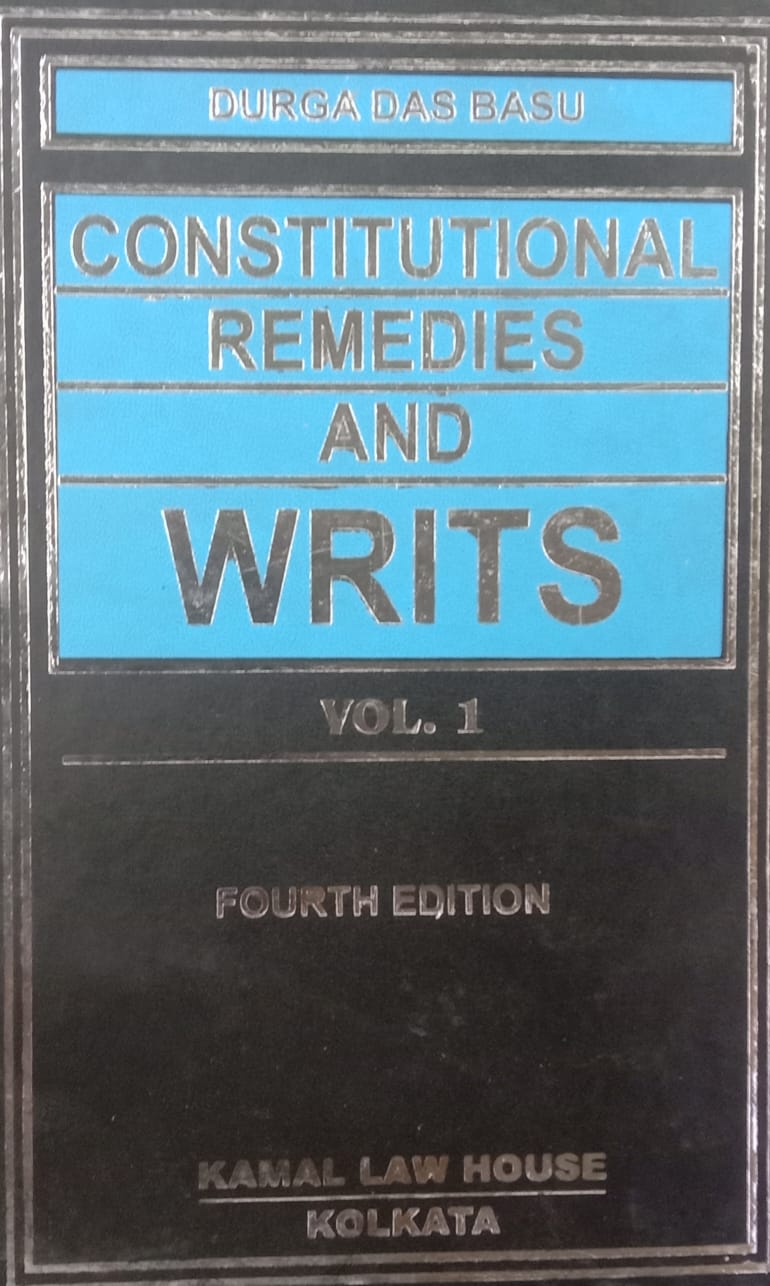 DURGA DAS BASU
CONSTITUTIONAL
REMEDIES
AND
WRITS
VOL. 1
FOURTH EDITION
KAMAL LAW HOUSE
KOLKATA